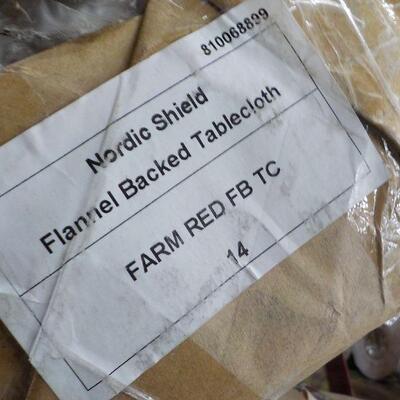 810068899
Nordic Shield
Flannel Backed Tablecloth
FARM RED FB TC
14